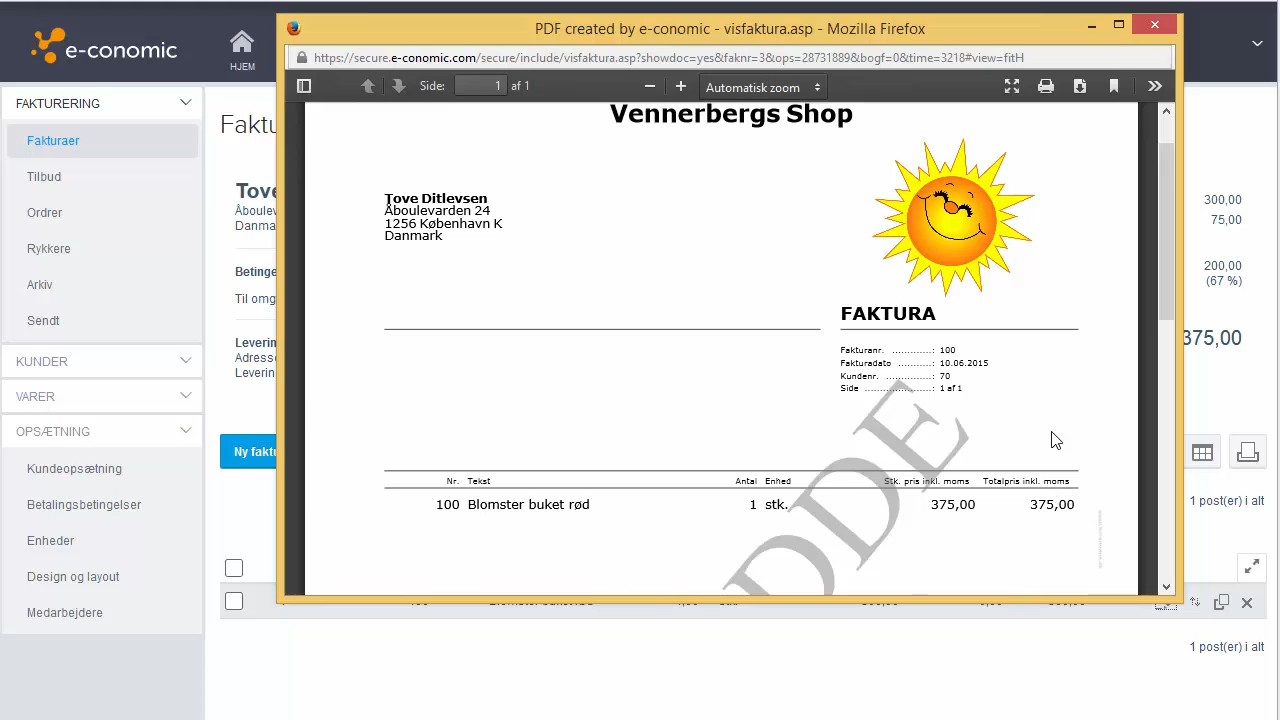 PDF created by e-conomic - visfaktura.asp - Mozilla Firefox
https://secure.e-conomic.com/secure/include/visfaktura.asp?showdoc=yes&faknr=3&ops=28731889&bogf=0&time=3218#view=fitH
Side: 1 af 1
Automatisk zoom
e-conomic
HJEM
FAKTURERING
Fakturaer
Tilbud
Ordrer
Rykkere
Arkiv
Sendt
KUNDER
VARER
OPSÆTNING
Kundeopsætning
Betalingsbetingelser
Enheder
Design og layout
Medarbejdere
Faktu
Tove
Åboulev
Danma
Betinge
Til omg
Leverin
Adresse
Leverin
Ny faktu
Vennerbergs Shop
Tove Ditlevsen
Åboulevarden 24
1256 København K
Danmark
FAKTURA
Fakturanr. .............: 100
Fakturadato ...........: 10.06.2015
Kundenr. ...............: 70
Side ......................: 1 af 1
Nr. Tekst Antal Enhed Stk. pris inkl. moms Totalpris inkl. moms
100 Blomster buket rød 1 stk. 375,00 375,00
DDE
300,00
75,00
200,00
(67 %)
375,00
1 post(er) i alt
1 post(er) i alt